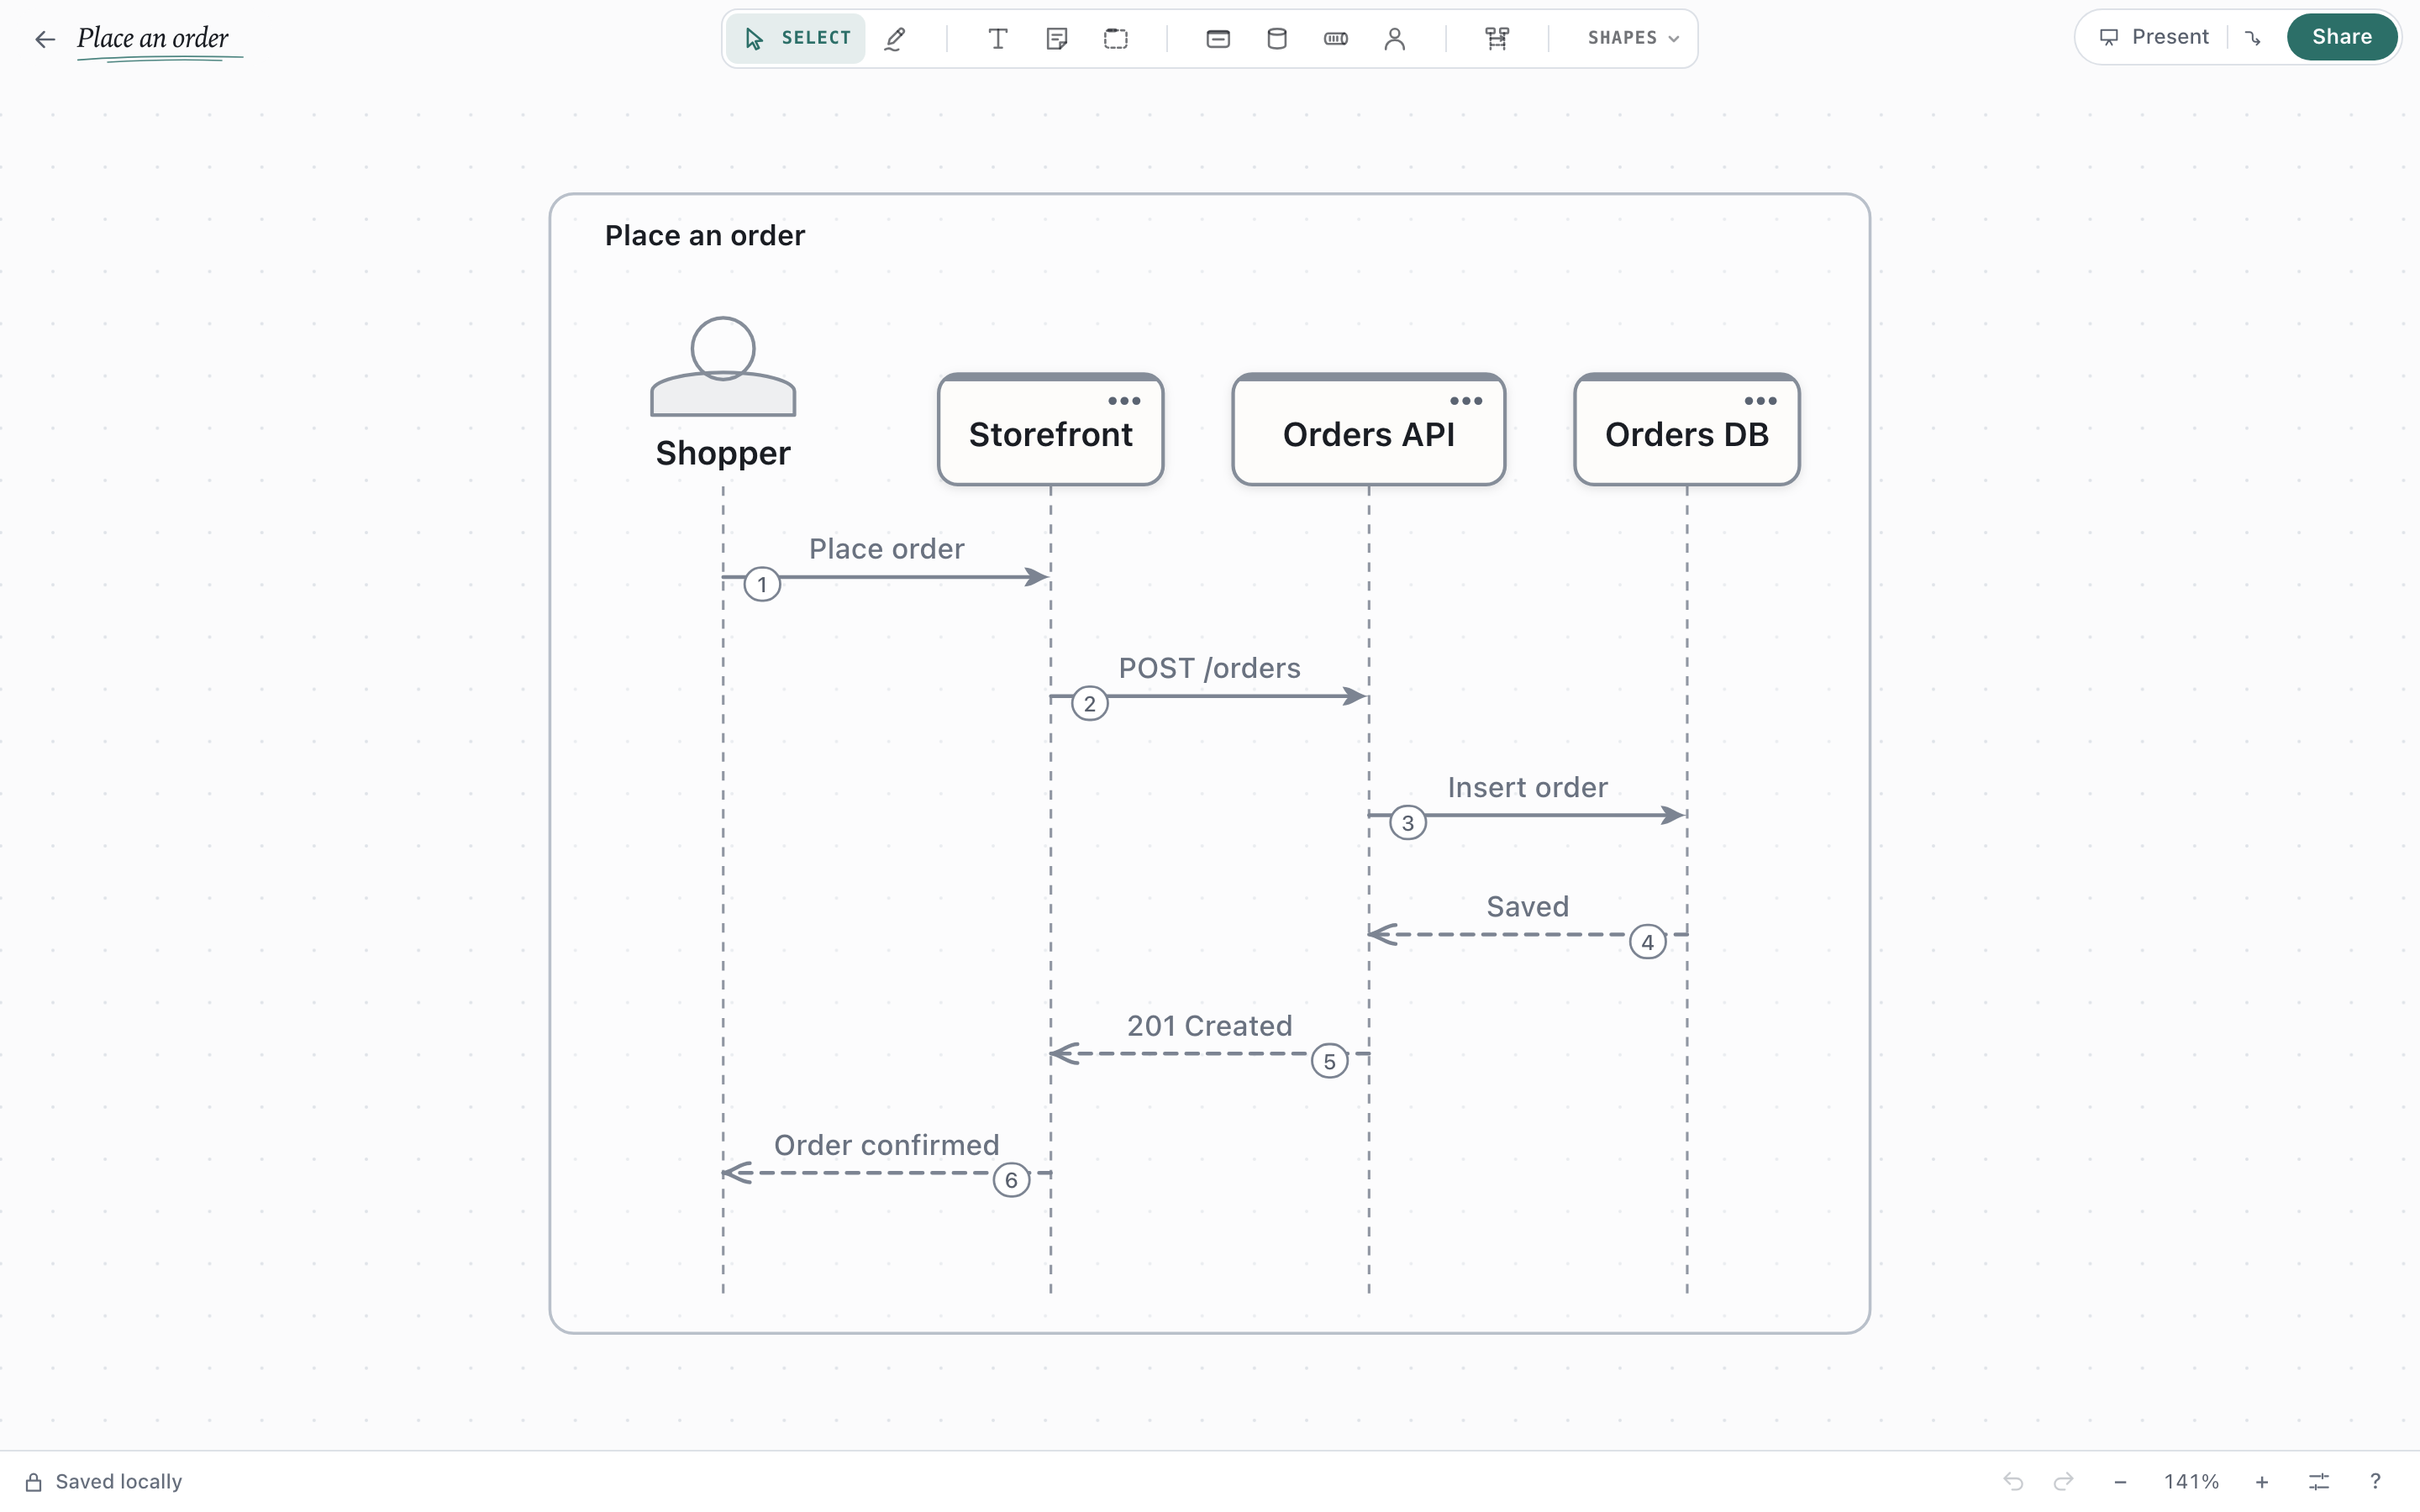 Place an order
SELECT
SHAPES
Present
Share
Place an order
Shopper
Storefront
Orders API
Orders DB
Place order
1
POST /orders
2
Insert order
3
Saved
4
201 Created
5
Order confirmed
6
Saved locally
141%
?